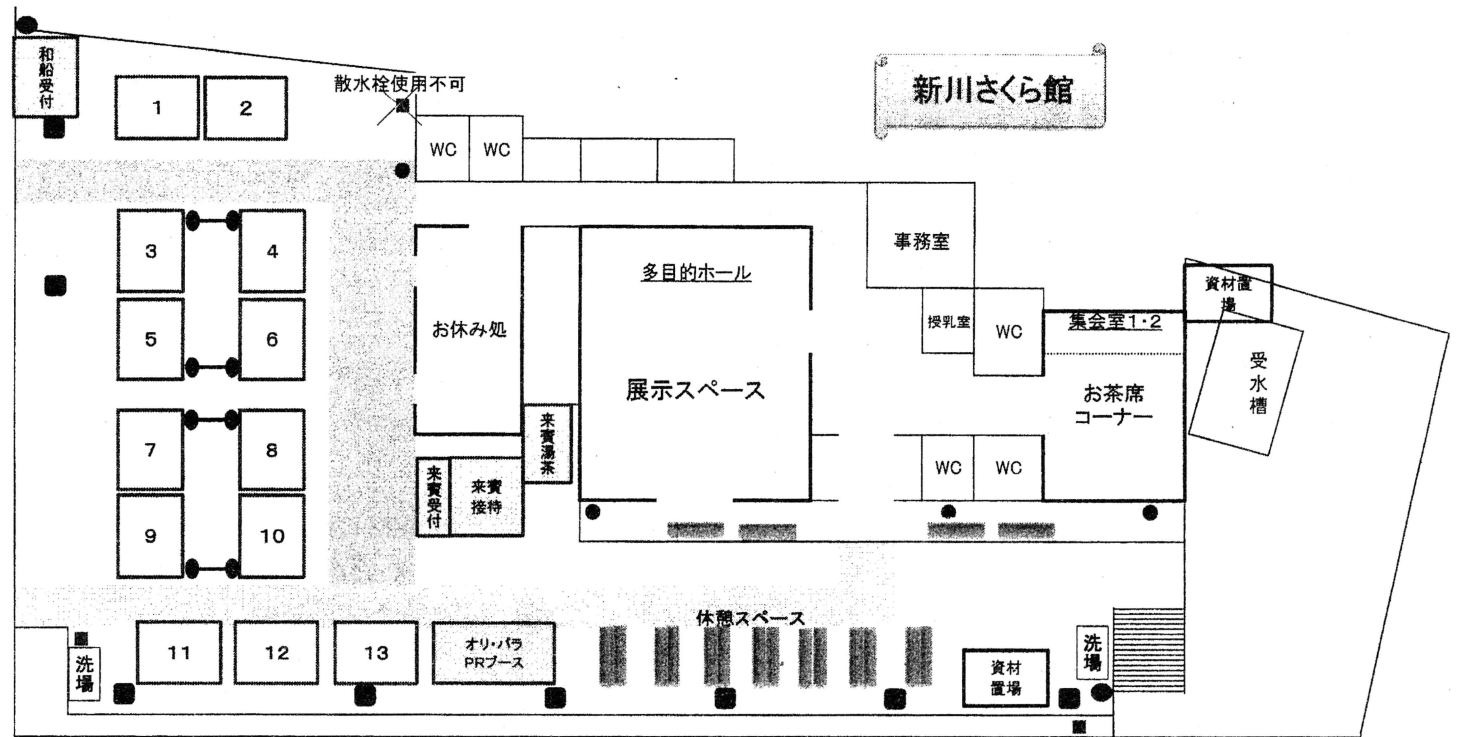 新川さくら館
和船受付
散水栓使用不可
1
2
WC
WC
事務室
3
4
多目的ホール
資材置
場
お休み処
授乳室
WC
集会室1・2
受水槽
5
6
展示スペース
お茶席
コーナー
来賓湯茶
7
8
WC
WC
来賓受付
来賓
接待
9
10
休憩スペース
11
12
13
オリ・パラ
PRブース
洗場
洗場
資材
置場